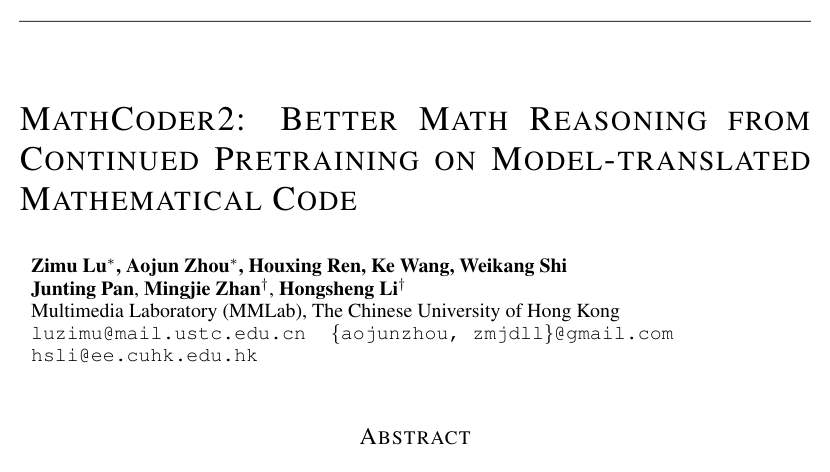 MATHCODER2: BETTER MATH REASONING FROM
CONTINUED PRETRAINING ON MODEL-TRANSLATED
MATHEMATICAL CODE
Zimu Lu*, Aojun Zhou*, Houxing Ren, Ke Wang, Weikang Shi
Junting Pan, Mingjie Zhan†, Hongsheng Li†
Multimedia Laboratory (MMLab), The Chinese University of Hong Kong
luzimu@mail.ustc.edu.cn {aojunzhou, zmjdll}@gmail.com
hsli@ee.cuhk.edu.hk
ABSTRACT